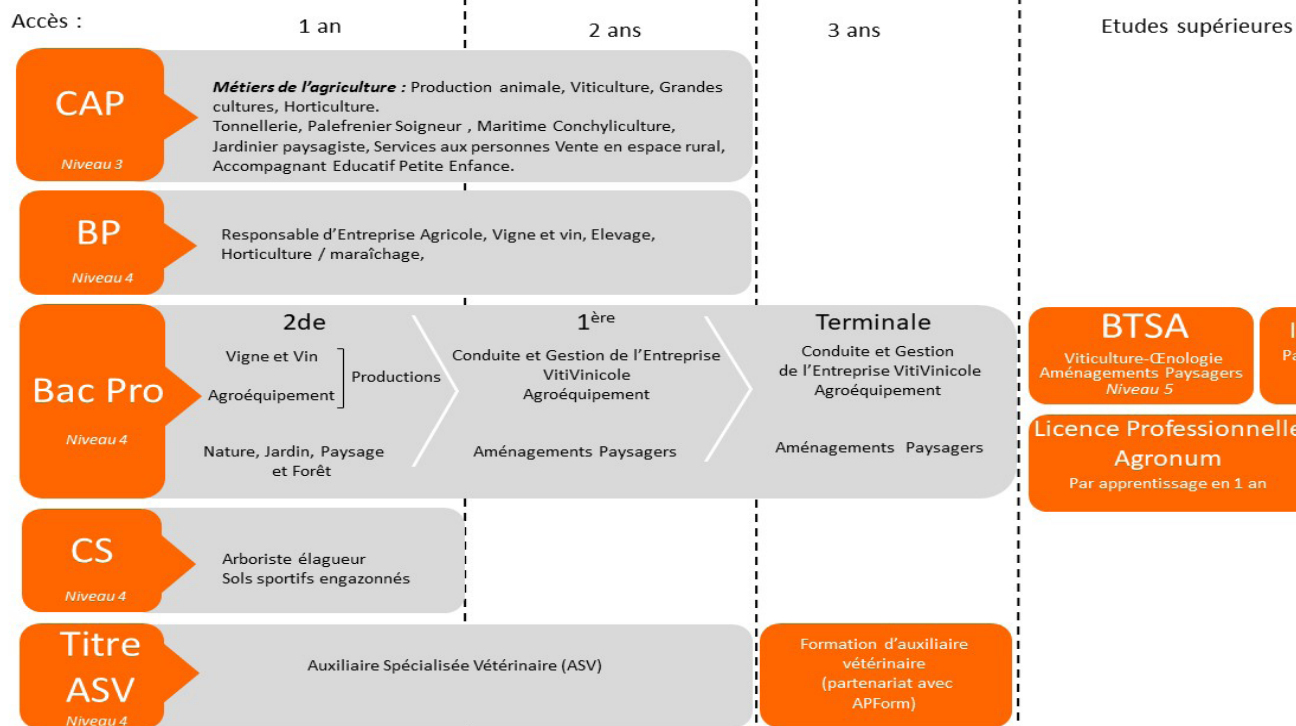 Accès :
1 an
2 ans
3 ans
Etudes supérieures
CAP
Niveau 3
Métiers de l'agriculture : Production animale, Viticulture, Grandes
cultures, Horticulture.
Tonnellerie, Palefrenier Soigneur , Maritime Conchyliculture,
Jardinier paysagiste, Services aux personnes Vente en espace rural,
Accompagnant Educatif Petite Enfance.
BP
Niveau 4
Responsable d'Entreprise Agricole, Vigne et vin, Elevage,
Horticulture / maraîchage,
Bac Pro
Niveau 4
2de
Vigne et Vin
Agroéquipement
Productions
Nature, Jardin, Paysage
et Forêt
1ère
Conduite et Gestion de l'Entreprise
VitiVinicole
Agroéquipement
Aménagements Paysagers
Terminale
Conduite et Gestion
de l'Entreprise VitiVinicole
Agroéquipement
Aménagements Paysagers
BTSA
Viticulture-Œnologie
Aménagements Paysagers
Niveau 5
Licence Professionnelle
Agronum
Par apprentissage en 1 an
CS
Niveau 4
Arboriste élagueur
Sols sportifs engazonnés
Titre
ASV
Niveau 4
Auxiliaire Spécialisée Vétérinaire (ASV)
Formation d'auxiliaire
vétérinaire
(partenariat avec
APForm)